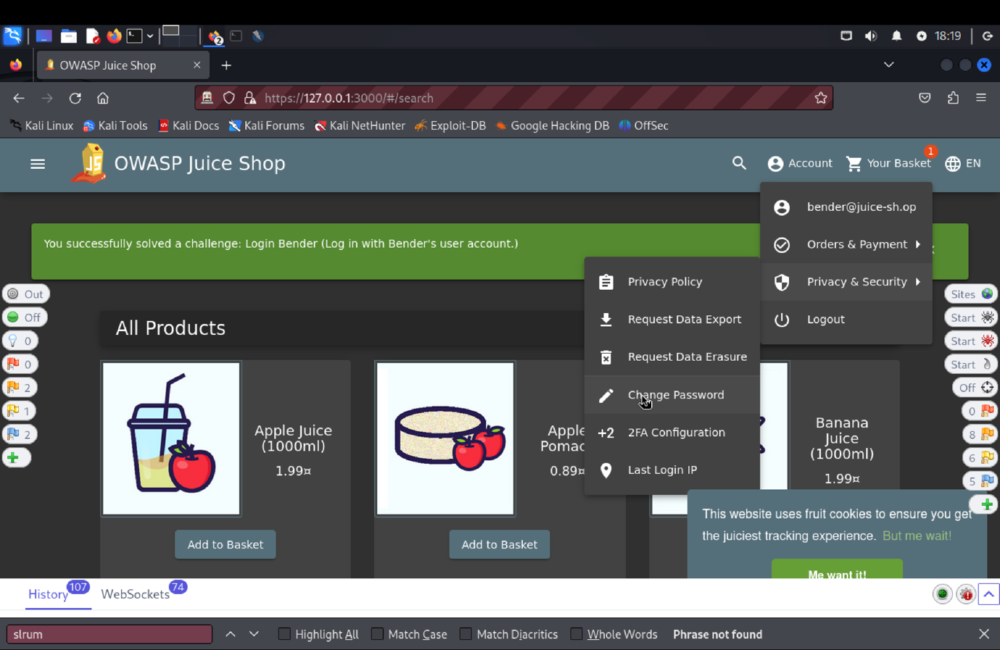 18:19
OWASP Juice Shop
https://127.0.0.1:3000/#/search
Kali Linux Kali Tools Kali Docs Kali Forums Kali NetHunter Exploit-DB Google Hacking DB OffSec
JS OWASP Juice Shop Account Your Basket 1 EN
bender@juice-sh.op
Orders & Payment
Privacy & Security
Logout
You successfully solved a challenge: Login Bender (Log in with Bender's user account.)
Privacy Policy
Request Data Export
Request Data Erasure
Change Password
+2 2FA Configuration
Last Login IP
Out
Off
0
0
2
1
2
Sites
Start
Start
Start
Off
0
8
6
5
All Products
Apple Juice
(1000ml)
1.99¤
Add to Basket
Apple
Pomac
0.89¤
Add to Basket
Banana
Juice
(1000ml)
1.99¤
This website uses fruit cookies to ensure you get
the juiciest tracking experience. But me wait!
Me want it!
History 107 WebSockets 74
slrum Highlight All Match Case Match Diacritics Whole Words Phrase not found